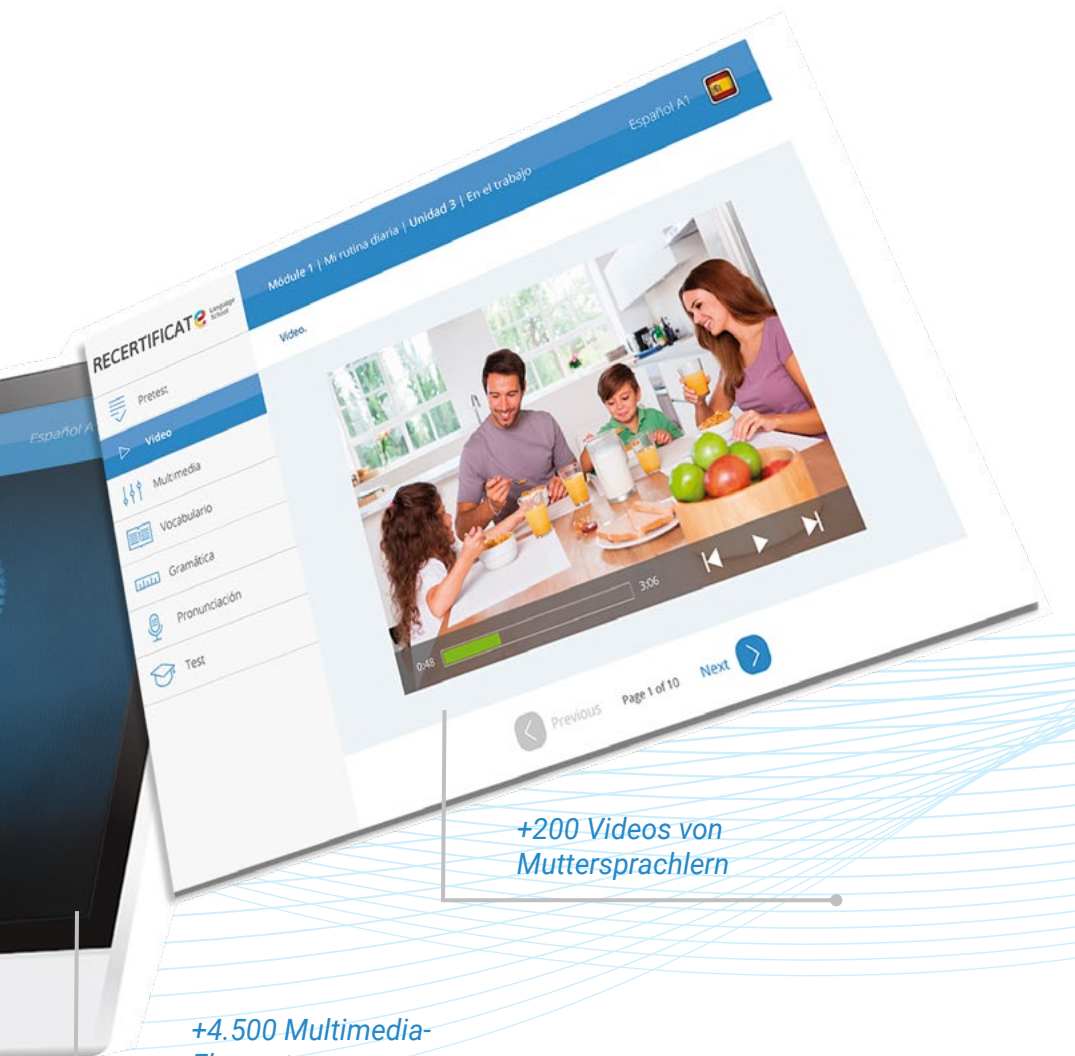 Español A1
Módule 1 | Mi rutina diaria | Unidad 3 | En el trabajo
RECERTIFICATE Language School
Video.
Pretest
Video
Multimedia
Vocabulario
Gramática
Pronunciación
Test
Español A
0:48
3:06
Previous
Page 1 of 10
Next
+200 Videos von
Muttersprachlern
+4.500 Multimedia-